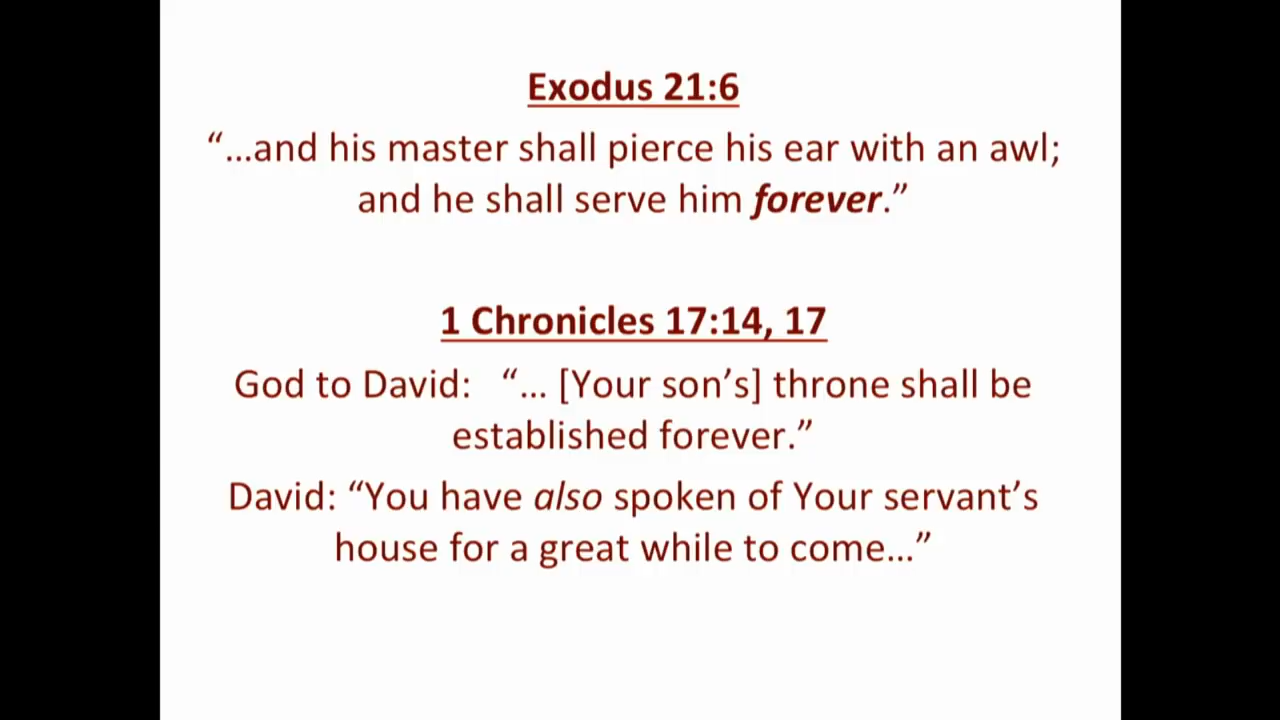 Exodus 21:6
“…and his master shall pierce his ear with an awl;
and he shall serve him forever.”
1 Chronicles 17:14, 17
God to David: “… [Your son’s] throne shall be
established forever.”
David: “You have also spoken of Your servant’s
house for a great while to come…”